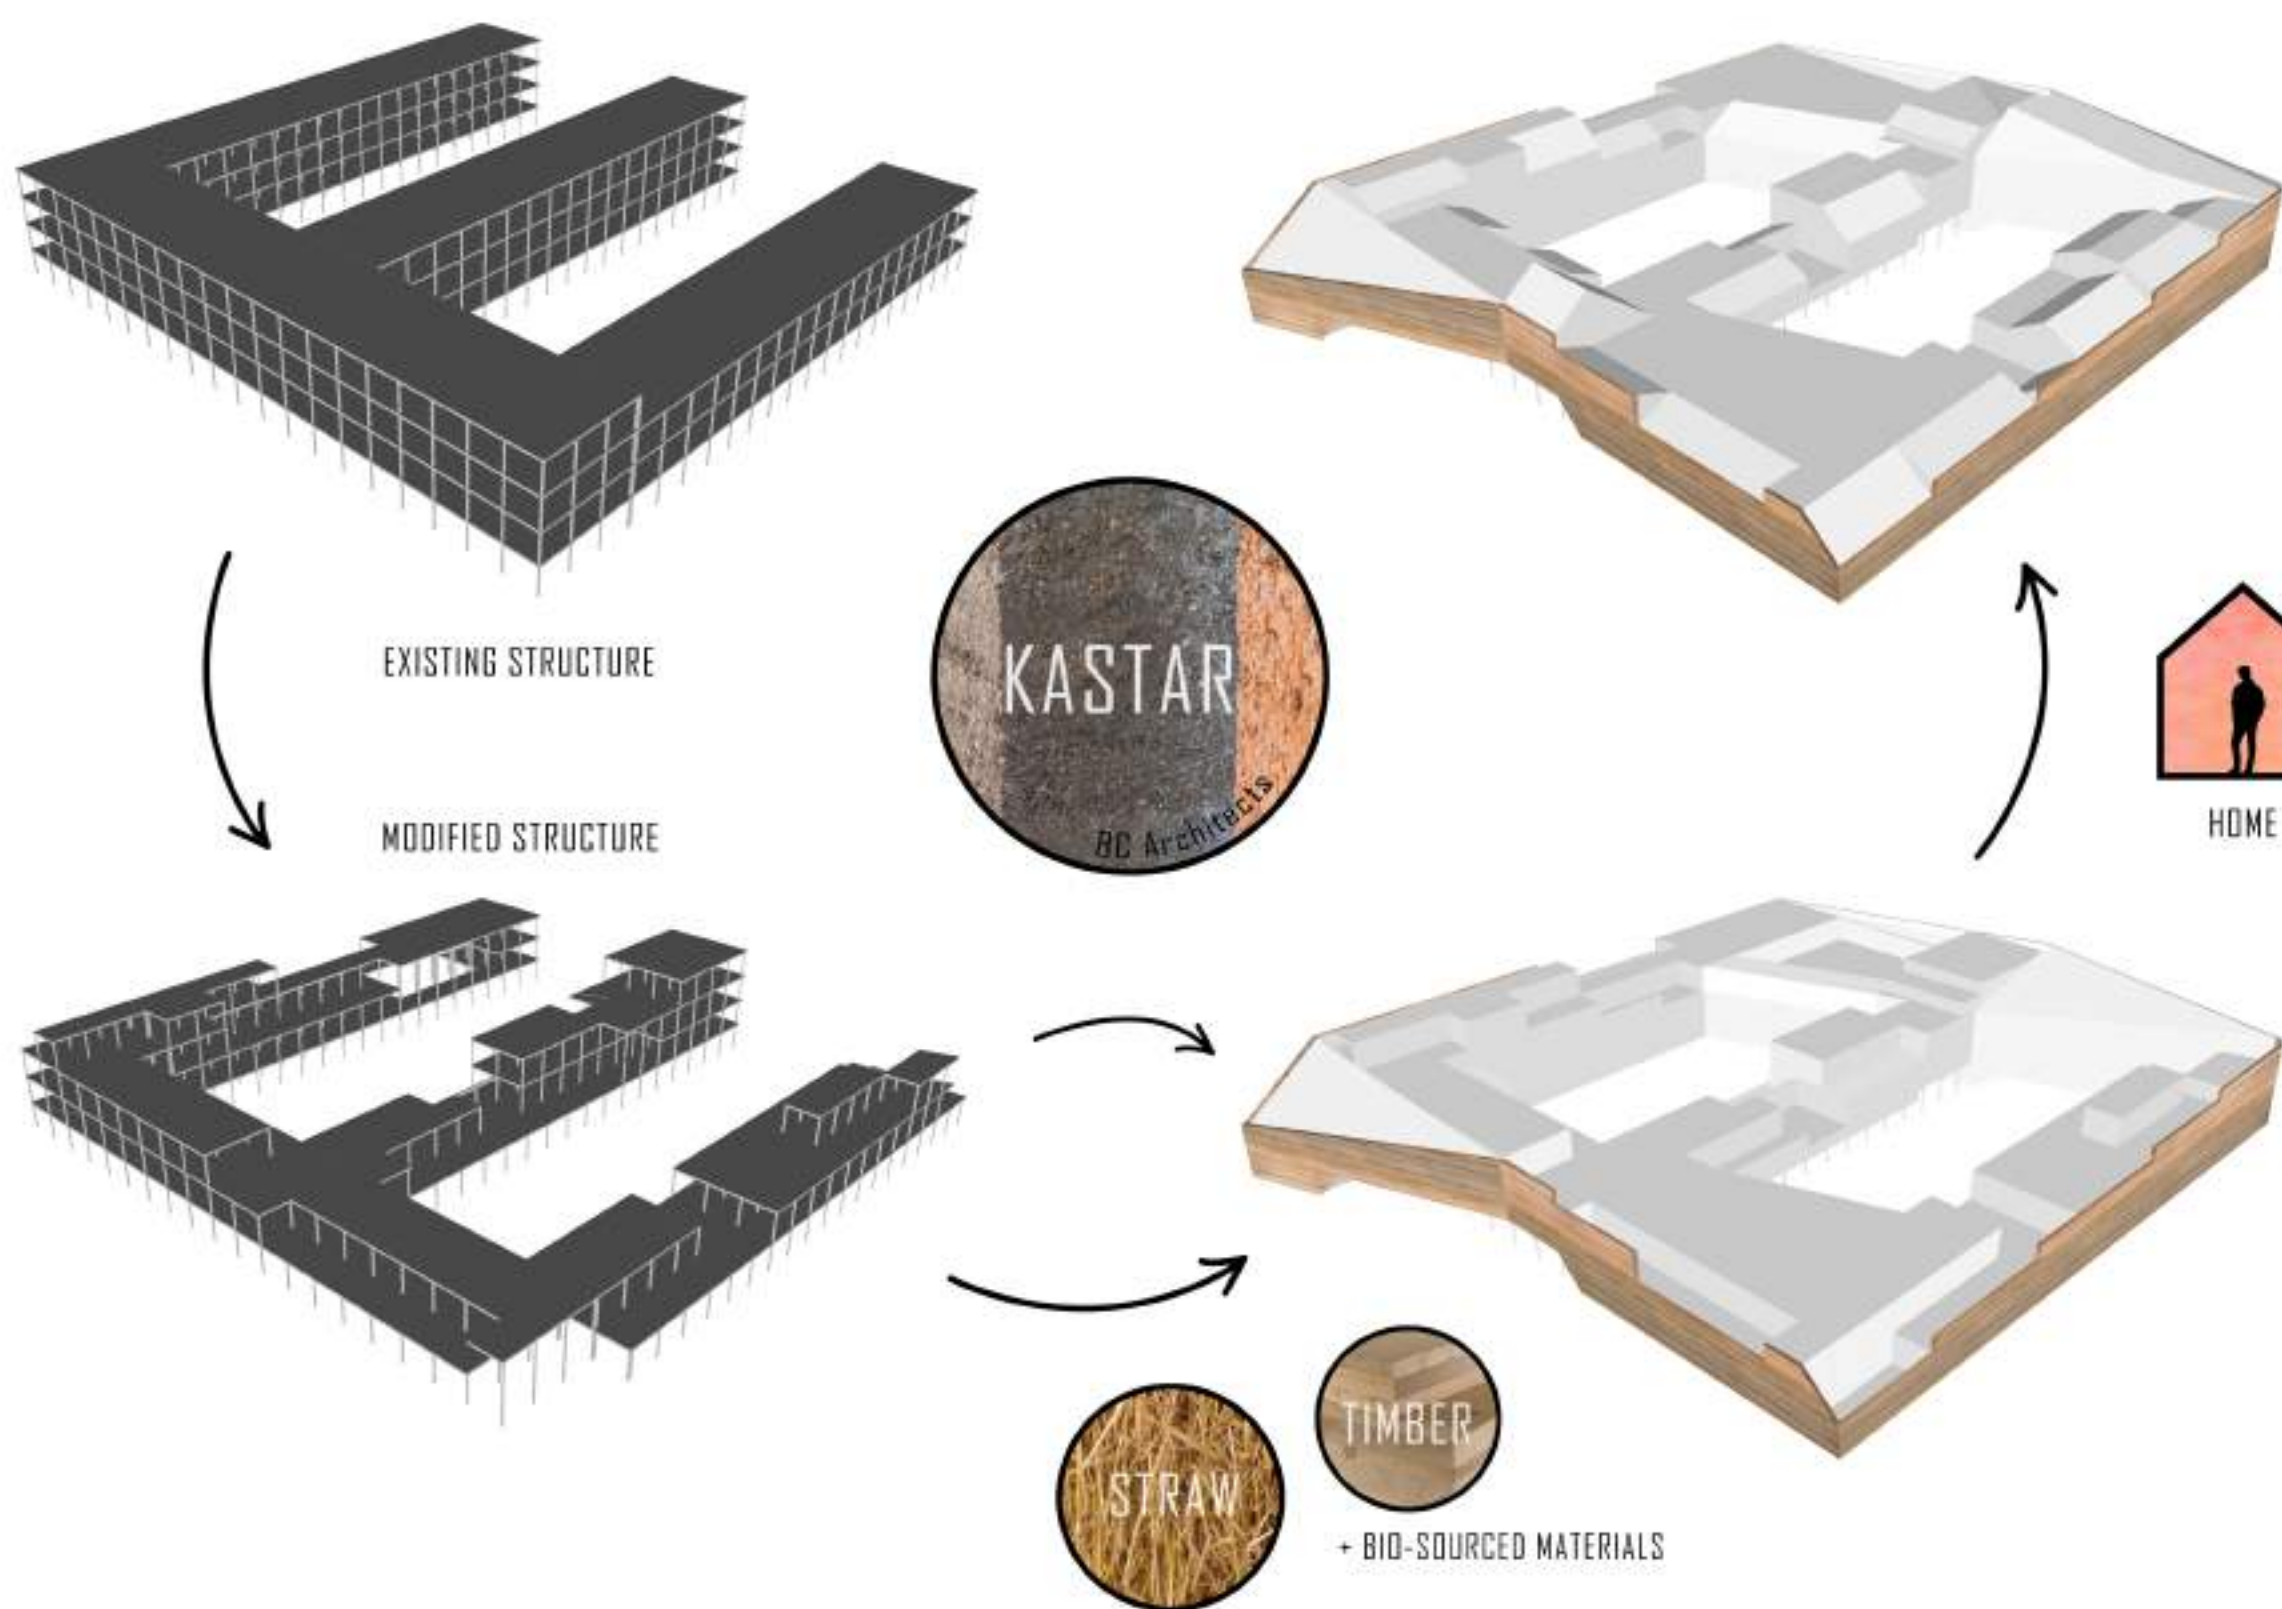 EXISTING STRUCTURE
KASTAR
BC Architects
MODIFIED STRUCTURE
HOME
STRAW
TIMBER
+ BIO-SOURCED MATERIALS